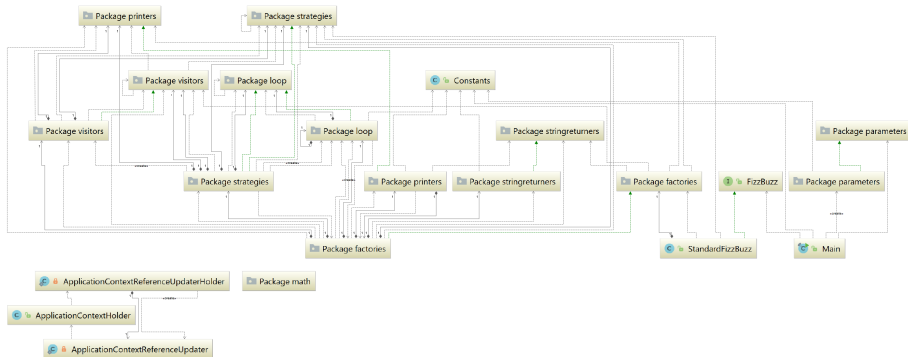 Package printers
Package strategies
Package visitors
Package loop
Constants
Package visitors
Package loop
Package stringreturners
Package parameters
Package strategies
Package printers
Package stringreturners
Package factories
FizzBuzz
Package parameters
Package factories
StandardFizzBuzz
Main
ApplicationContextReferenceUpdaterHolder
Package math
ApplicationContextHolder
ApplicationContextReferenceUpdater